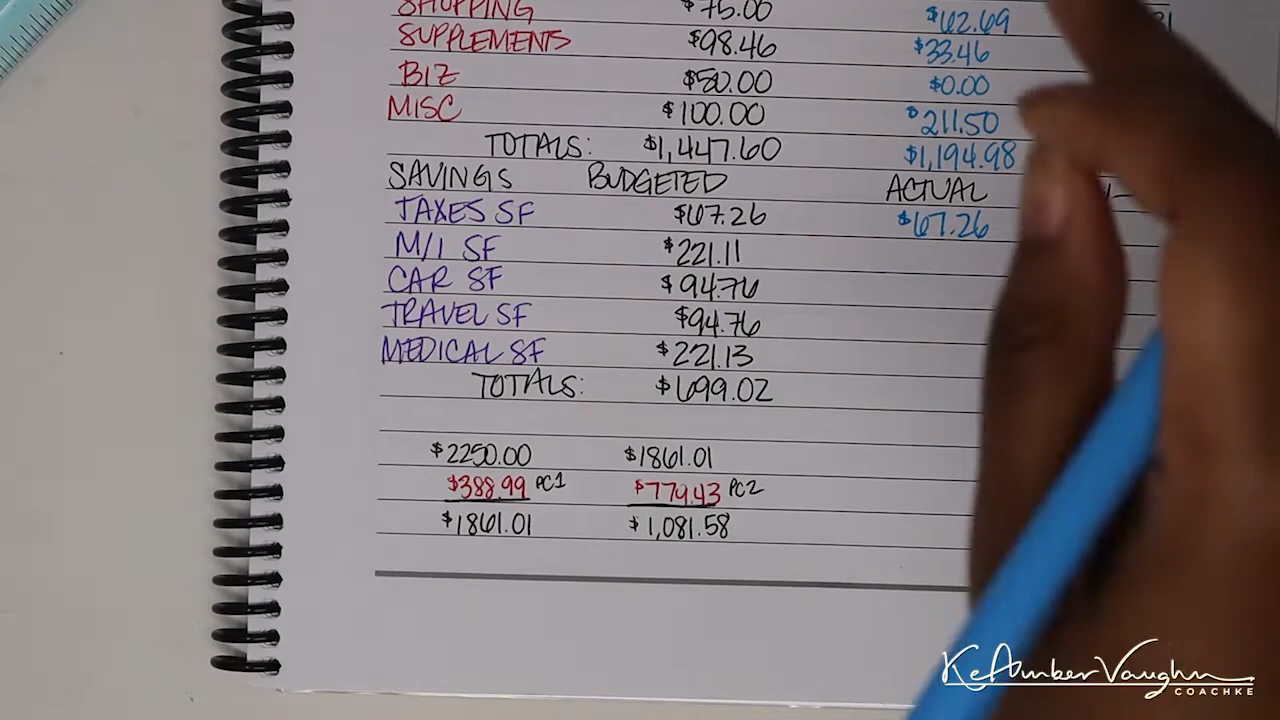 SHOPPING $75.00 $62.69
SUPPLEMENTS $98.46 $33.46
BIZ $50.00 $0.00
MISC $100.00 $211.50
TOTALS: $1,447.60 $1,194.98
SAVINGS BUDGETED ACTUAL
TAXES SF $67.26 $67.26
M/I SF $221.11
CAR SF $94.76
TRAVEL SF $94.76
MEDICAL SF $221.13
TOTALS: $699.02
$2250.00 $1861.01
$388.99 PC1 $779.43 PC2
$1861.01 $1,081.58
KeAmber Vaughn
COACHKE